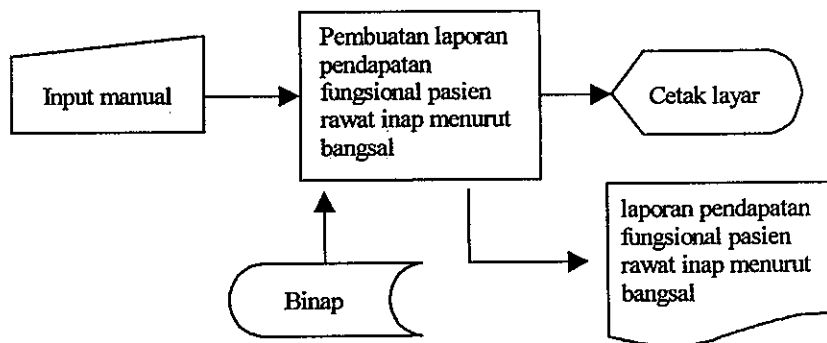 Input manual
Pembuatan laporan
pendapatan
fungsional pasien
rawat inap menurut
bangsal
Cetak layar
Binap
laporan pendapatan
fungsional pasien
rawat inap menurut
bangsal